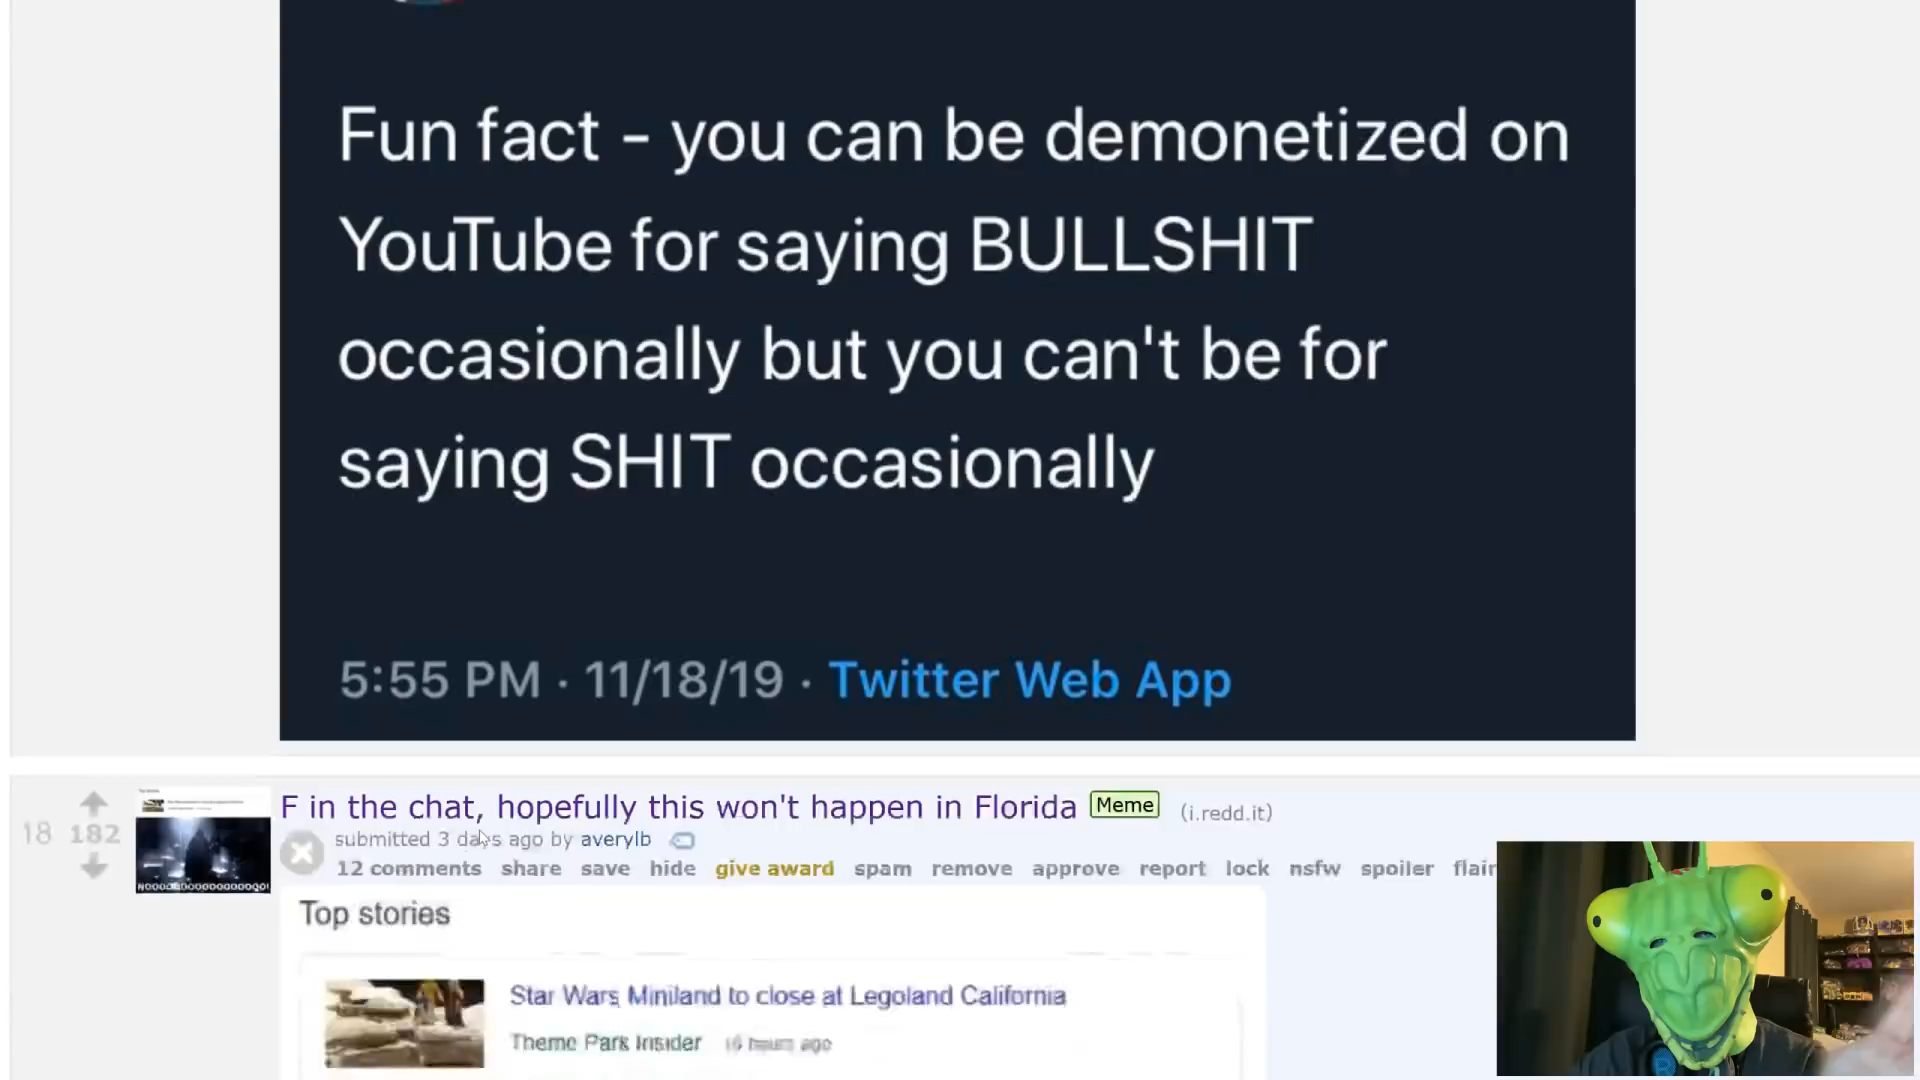 Fun fact - you can be demonetized on
YouTube for saying BULLSHIT
occasionally but you can't be for
saying SHIT occasionally
5:55 PM · 11/18/19 · Twitter Web App
18
182
F in the chat, hopefully this won't happen in Florida Meme (i.redd.it)
submitted 3 days ago by averylb
12 comments share save hide give award spam remove approve report lock nsfw spoiler flair
Top stories
Star Wars Miniland to close at Legoland California
Theme Park Insider 16 hours ago